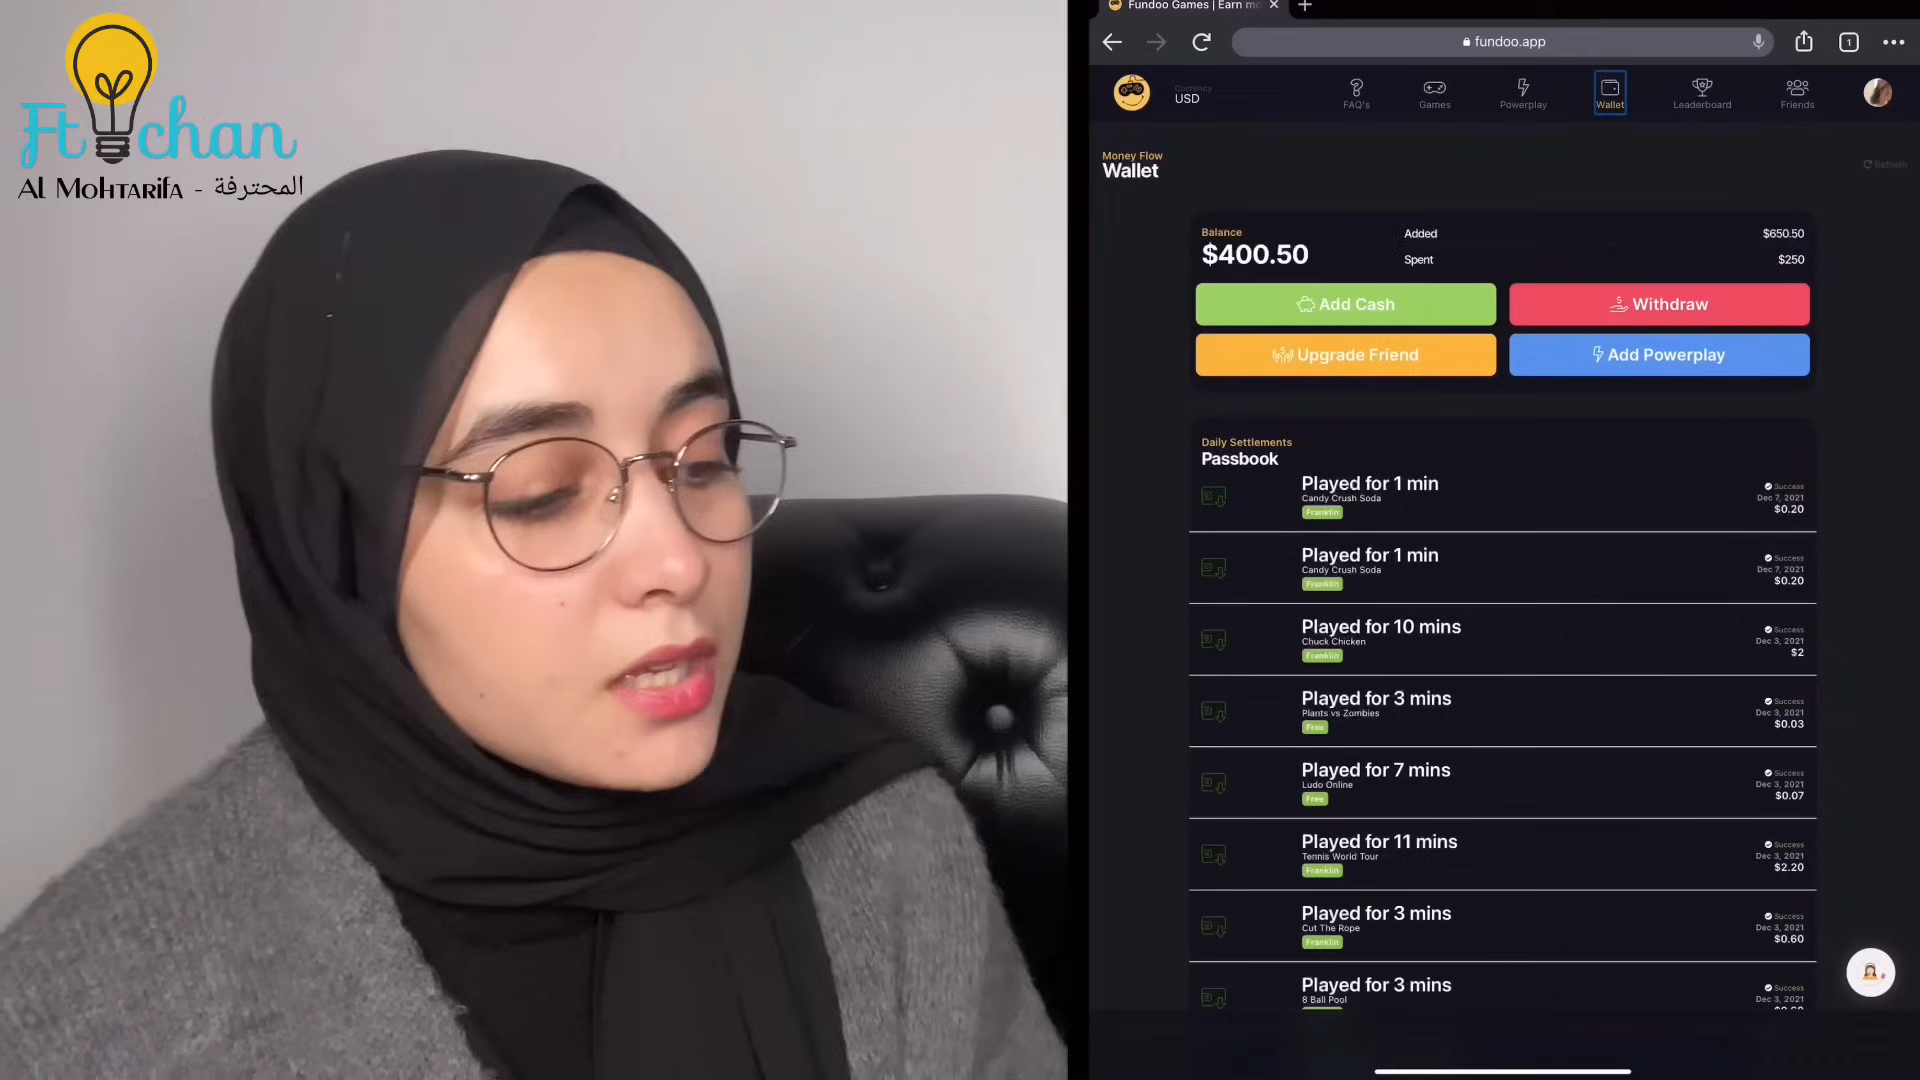 Ft chan
Al Mohtarifa - المحترفة
Fundoo Games | Earn mo
fundoo.app
1
Currency
USD
FAQ's
Games
Powerplay
Wallet
Leaderboard
Friends
Money Flow
Wallet
Refresh
Balance
$400.50
Added
$650.50
Spent
$250
Add Cash
Withdraw
Upgrade Friend
Add Powerplay
Daily Settlements
Passbook
Played for 1 min
Candy Crush Soda
Franklin
Success
Dec 7, 2021
$0.20
Played for 1 min
Candy Crush Soda
Franklin
Success
Dec 7, 2021
$0.20
Played for 10 mins
Chuck Chicken
Franklin
Success
Dec 3, 2021
$2
Played for 3 mins
Plants vs Zombies
Free
Success
Dec 3, 2021
$0.03
Played for 7 mins
Ludo Online
Free
Success
Dec 3, 2021
$0.07
Played for 11 mins
Tennis World Tour
Franklin
Success
Dec 3, 2021
$2.20
Played for 3 mins
Cut The Rope
Franklin
Success
Dec 3, 2021
$0.60
Played for 3 mins
8 Ball Pool
Success
Dec 3, 2021